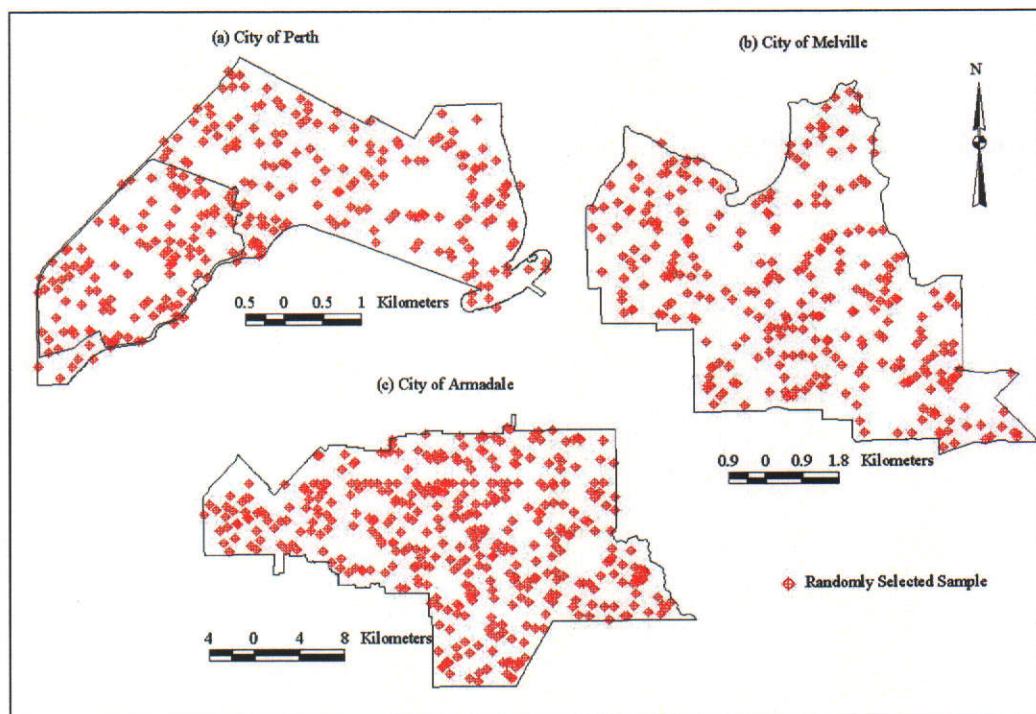 (a) City of Perth
(b) City of Melville
N
0.5 0 0.5 1 Kilometers
(c) City of Armadale
0.9 0 0.9 1.8 Kilometers
Randomly Selected Sample
4 0 4 8 Kilometers